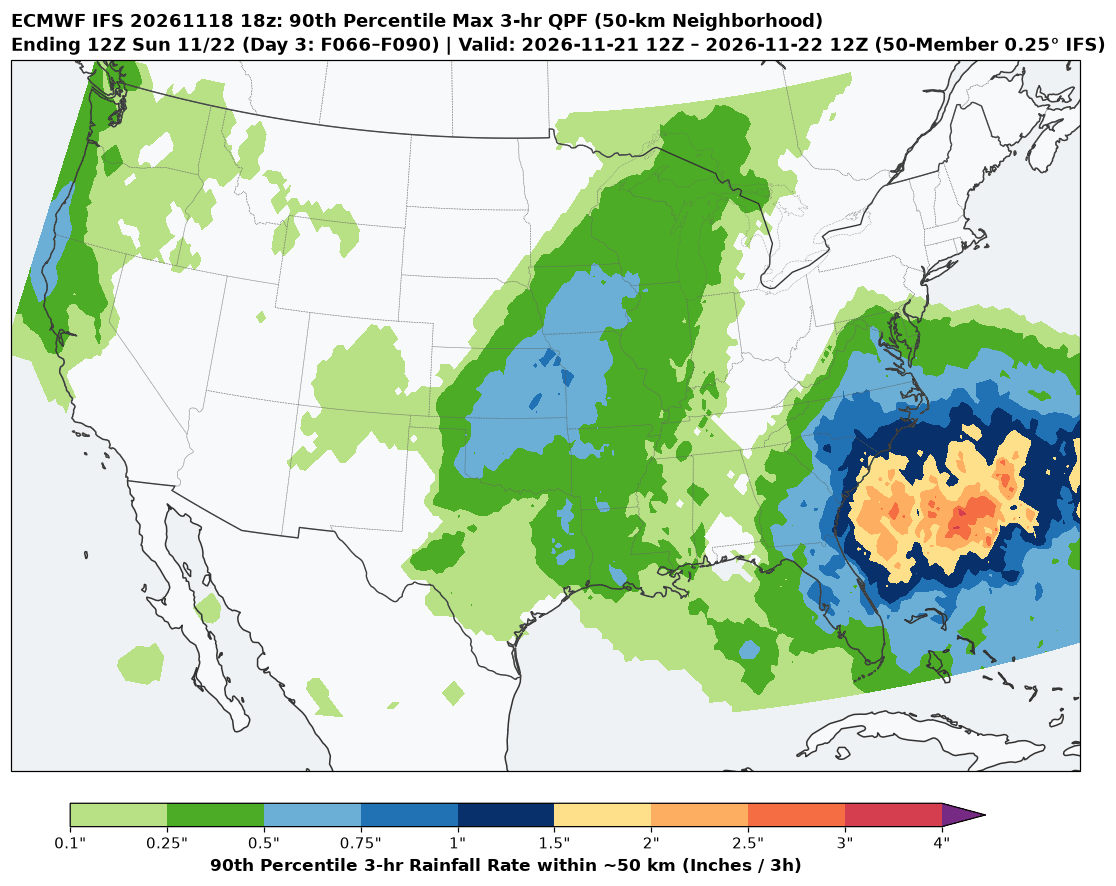 ECMWF IFS 20261118 18z: 90th Percentile Max 3-hr QPF (50-km Neighborhood)
Ending 12Z Sun 11/22 (Day 3: F066–F090) | Valid: 2026-11-21 12Z – 2026-11-22 12Z (50-Member 0.25° IFS)
0.1" 0.25" 0.5" 0.75" 1" 1.5" 2" 2.5" 3" 4"
90th Percentile 3-hr Rainfall Rate within ~50 km (Inches / 3h)